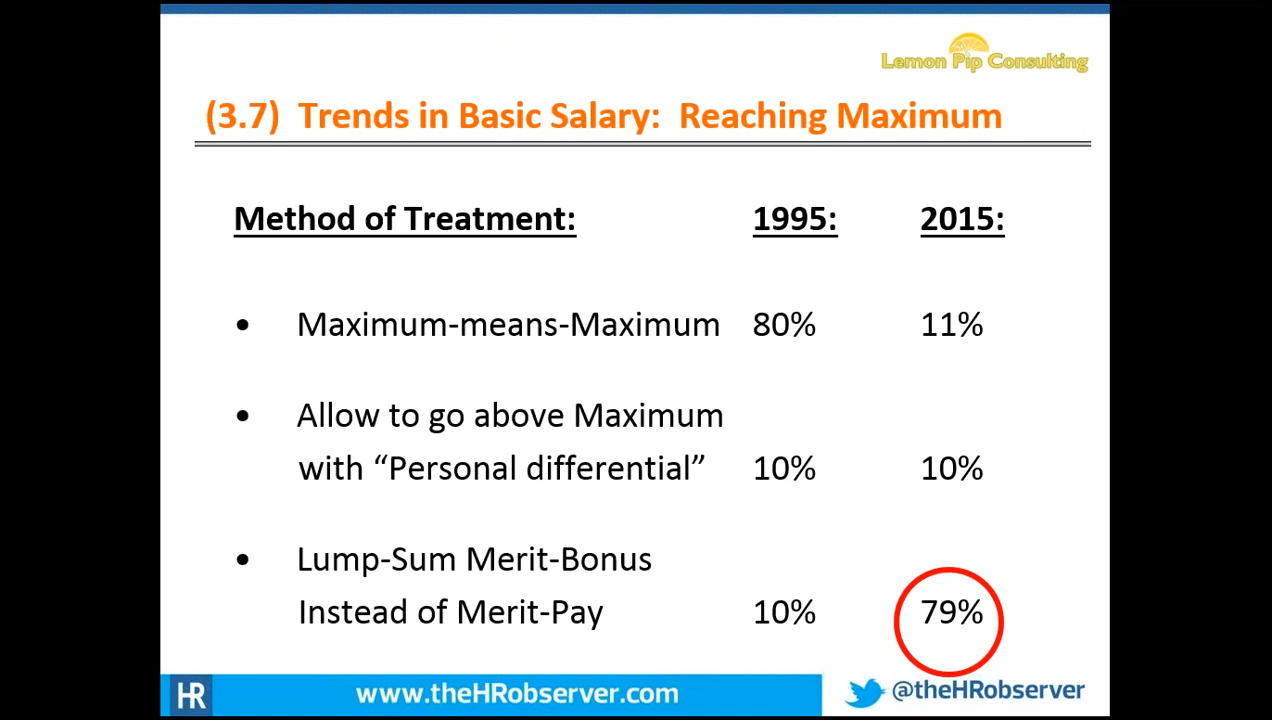 Lemon Pip Consulting
(3.7) Trends in Basic Salary: Reaching Maximum
Method of Treatment: 1995: 2015:
• Maximum-means-Maximum 80% 11%
• Allow to go above Maximum
with “Personal differential” 10% 10%
• Lump-Sum Merit-Bonus
Instead of Merit-Pay 10% 79%
HR www.theHRobserver.com @theHRobserver